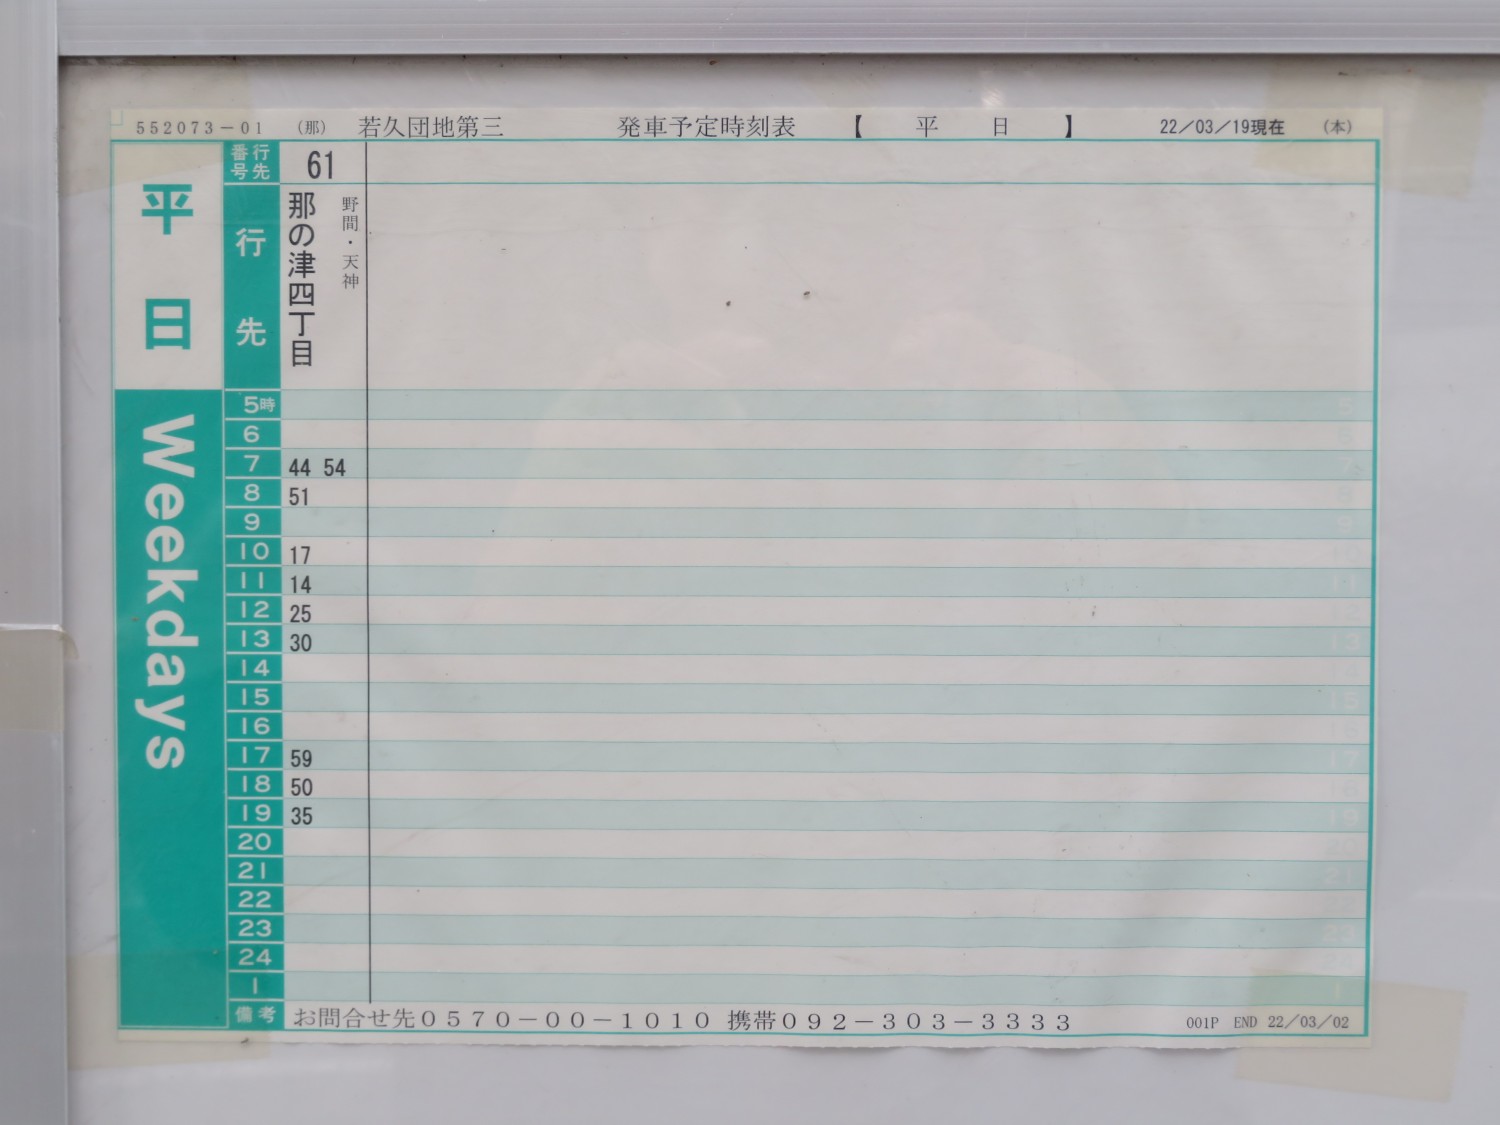 552073－01 （那） 若久団地第三 発車予定時刻表 【 平 日 】 22／03／19現在 （本）
平日
Weekdays
行先番号 61
行先 那の津四丁目 野間・天神
5時
6
7 44 54
8 51
9
10 17
11 14
12 25
13 30
14
15
16
17 59
18 50
19 35
20
21
22
23
24
1
備考 お問合せ先０５７０－００－１０１０ 携帯０９２－３０３－３３３３ 001P END 22／03／02